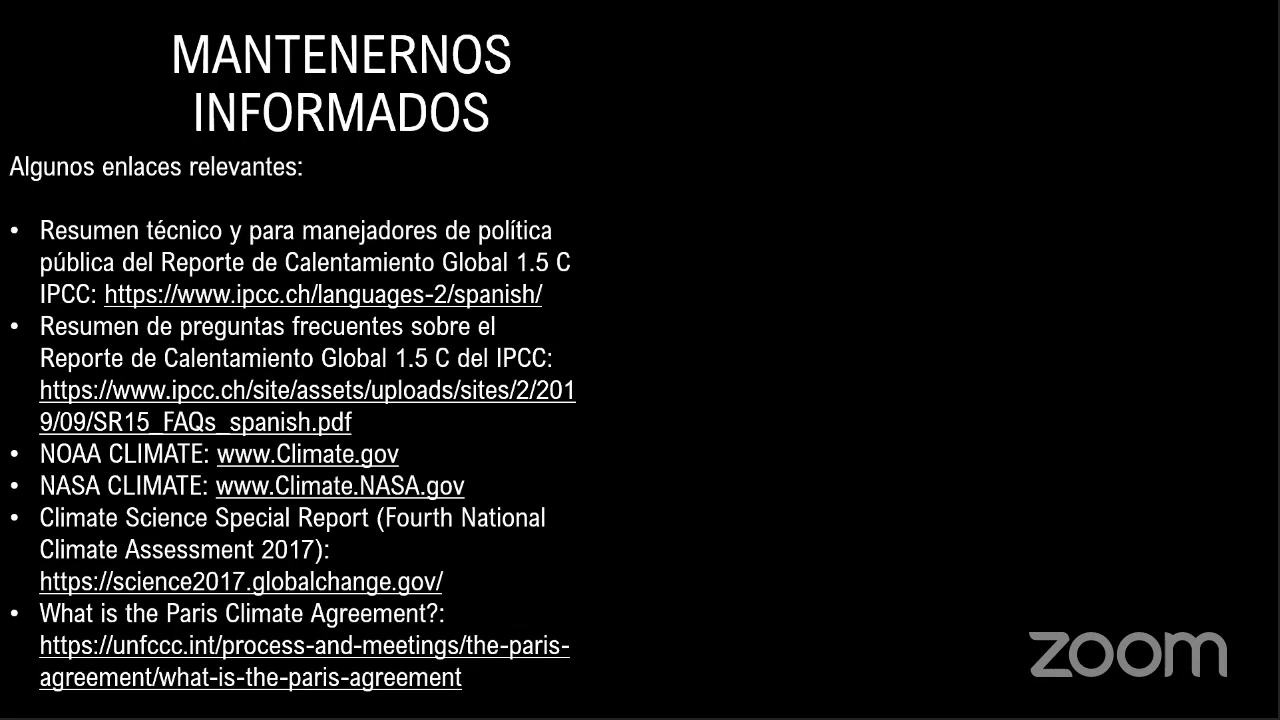 MANTENERNOS
INFORMADOS
Algunos enlaces relevantes:
• Resumen técnico y para manejadores de política
pública del Reporte de Calentamiento Global 1.5 C
IPCC: https://www.ipcc.ch/languages-2/spanish/
• Resumen de preguntas frecuentes sobre el
Reporte de Calentamiento Global 1.5 C del IPCC:
https://www.ipcc.ch/site/assets/uploads/sites/2/201
9/09/SR15_FAQs_spanish.pdf
• NOAA CLIMATE: www.Climate.gov
• NASA CLIMATE: www.Climate.NASA.gov
• Climate Science Special Report (Fourth National
Climate Assessment 2017):
https://science2017.globalchange.gov/
• What is the Paris Climate Agreement?:
https://unfccc.int/process-and-meetings/the-paris-
agreement/what-is-the-paris-agreement
zoom